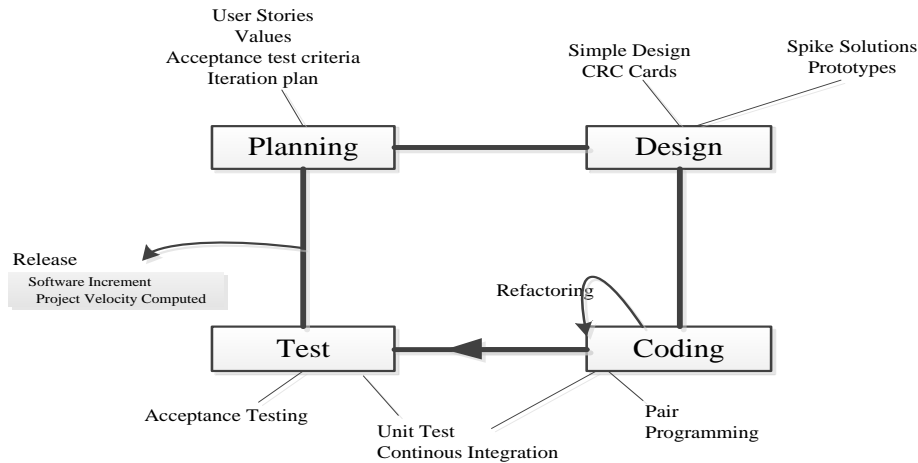 User Stories
Values
Acceptance test criteria
Iteration plan
Simple Design
CRC Cards
Spike Solutions
Prototypes
Planning
Design
Release
Software Increment
Project Velocity Computed
Refactoring
Test
Coding
Acceptance Testing
Unit Test
Continous Integration
Pair
Programming